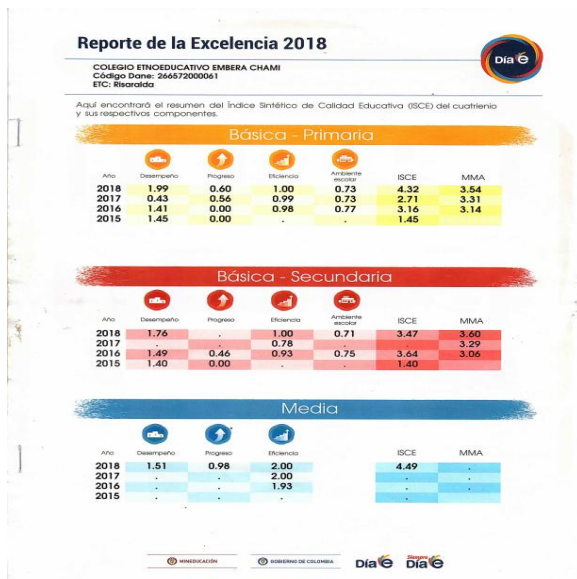 Reporte de la Excelencia 2018
Día e
COLEGIO ETNOEDUCATIVO EMBERA CHAMI
Código Dane: 266572000061
ETC: Risaralda
Aquí encontrará el resumen del Índice Sintético de Calidad Educativa (ISCE) del cuatrienio
y sus respectivos componentes.
Básica - Primaria
Año Desempeño Progreso Eficiencia Ambiente escolar ISCE MMA
2018 1.99 0.60 1.00 0.73 4.32 3.54
2017 0.43 0.56 0.99 0.73 2.71 3.31
2016 1.41 0.00 0.98 0.77 3.16 3.14
2015 1.45 0.00 . . 1.45
Básica - Secundaria
Año Desempeño Progreso Eficiencia Ambiente escolar ISCE MMA
2018 1.76 . 1.00 0.71 3.47 3.60
2017 . . 0.78 . . 3.29
2016 1.49 0.46 0.93 0.75 3.64 3.06
2015 1.40 0.00 . . 1.40
Media
Año Desempeño Progreso Eficiencia ISCE MMA
2018 1.51 0.98 2.00 4.49 .
2017 . . 2.00 . .
2016 . . 1.93 . .
2015 . . . .
MINEDUCACIÓN GOBIERNO DE COLOMBIA Día e Siempre Día e